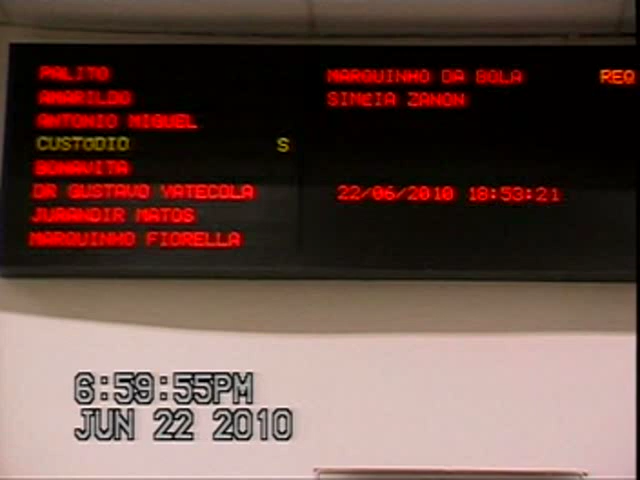 PALITO
AMARILDO
ANTONIO MIGUEL
CUSTODIO S
BONAVITA
DR GUSTAVO VATECOLA
JURANDIR MATOS
MARQUINHO FIORELLA
MARQUINHO DA BOLA REQ
SIMEIA ZANON
22/06/2010 18:53:21
6:59:55PM
JUN 22 2010